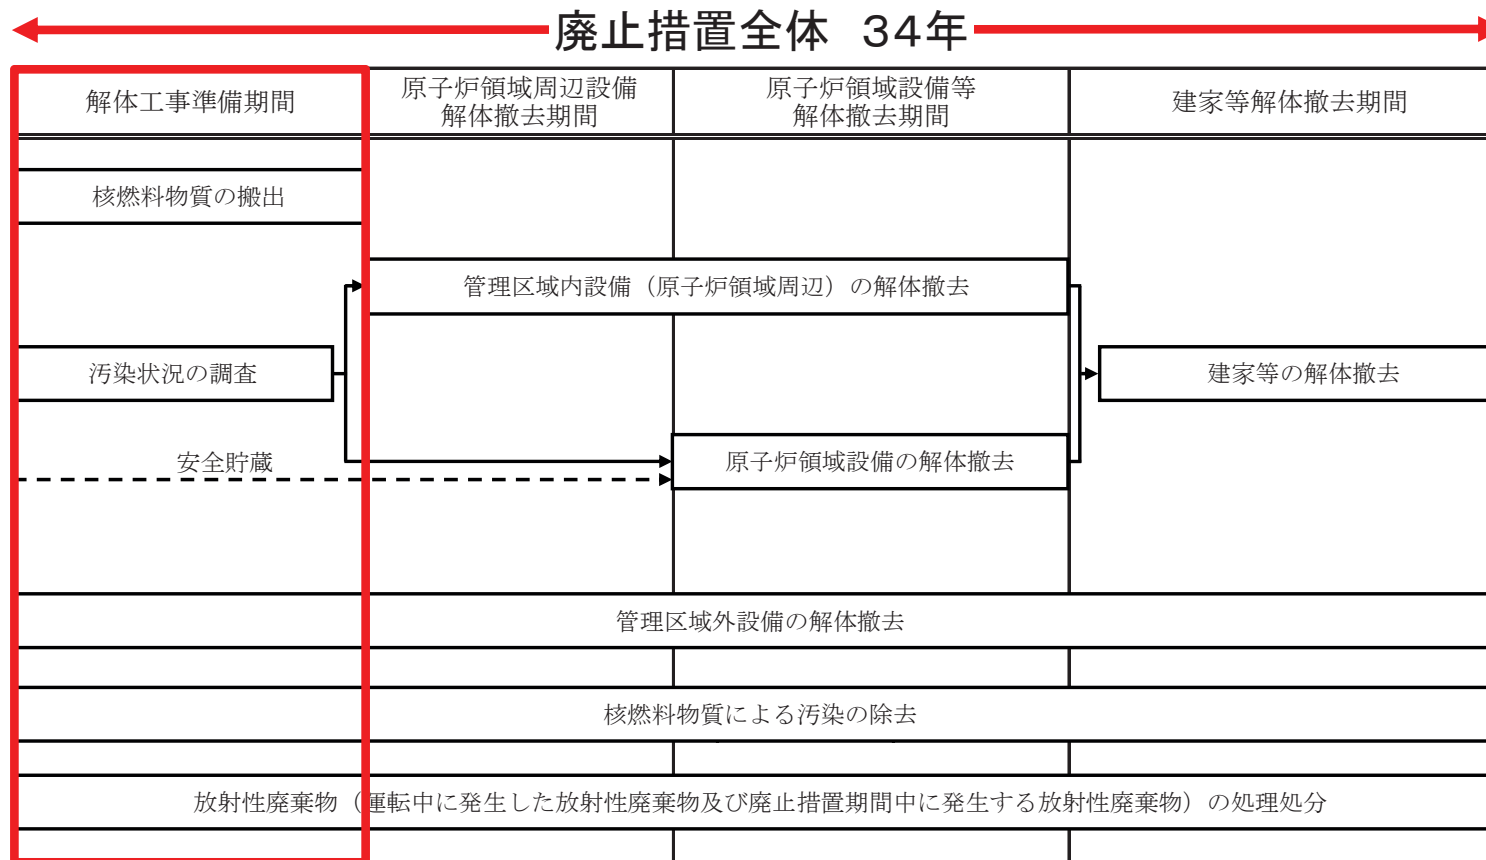 廃止措置全体　34年
解体工事準備期間
原子炉領域周辺設備
解体撤去期間
原子炉領域設備等
解体撤去期間
建家等解体撤去期間
核燃料物質の搬出
管理区域内設備（原子炉領域周辺）の解体撤去
汚染状況の調査
建家等の解体撤去
安全貯蔵
原子炉領域設備の解体撤去
管理区域外設備の解体撤去
核燃料物質による汚染の除去
放射性廃棄物（運転中に発生した放射性廃棄物及び廃止措置期間中に発生する放射性廃棄物）の処理処分